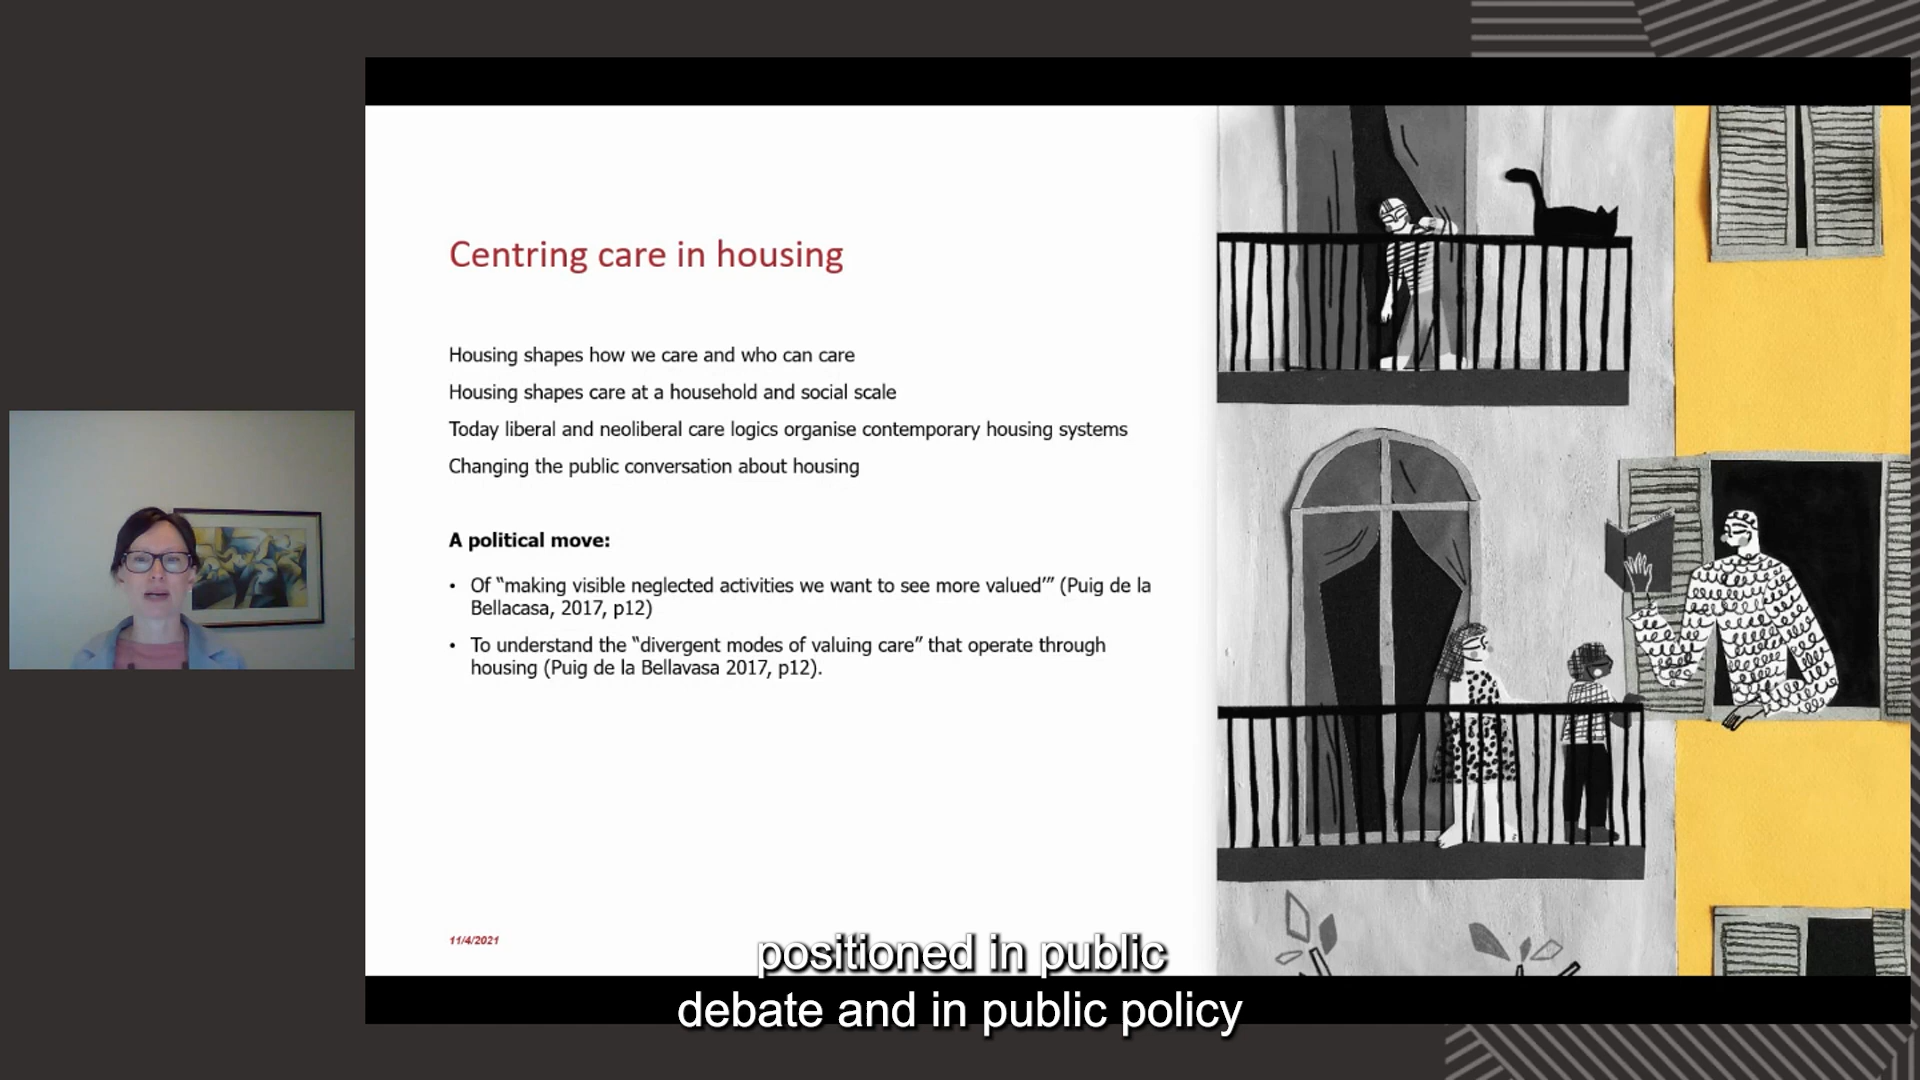 Centring care in housing
Housing shapes how we care and who can care
Housing shapes care at a household and social scale
Today liberal and neoliberal care logics organise contemporary housing systems
Changing the public conversation about housing
A political move:
• Of “making visible neglected activities we want to see more valued’” (Puig de la
Bellacasa, 2017, p12)
• To understand the “divergent modes of valuing care” that operate through
housing (Puig de la Bellavasa 2017, p12).
11/4/2021
positioned in public
debate and in public policy